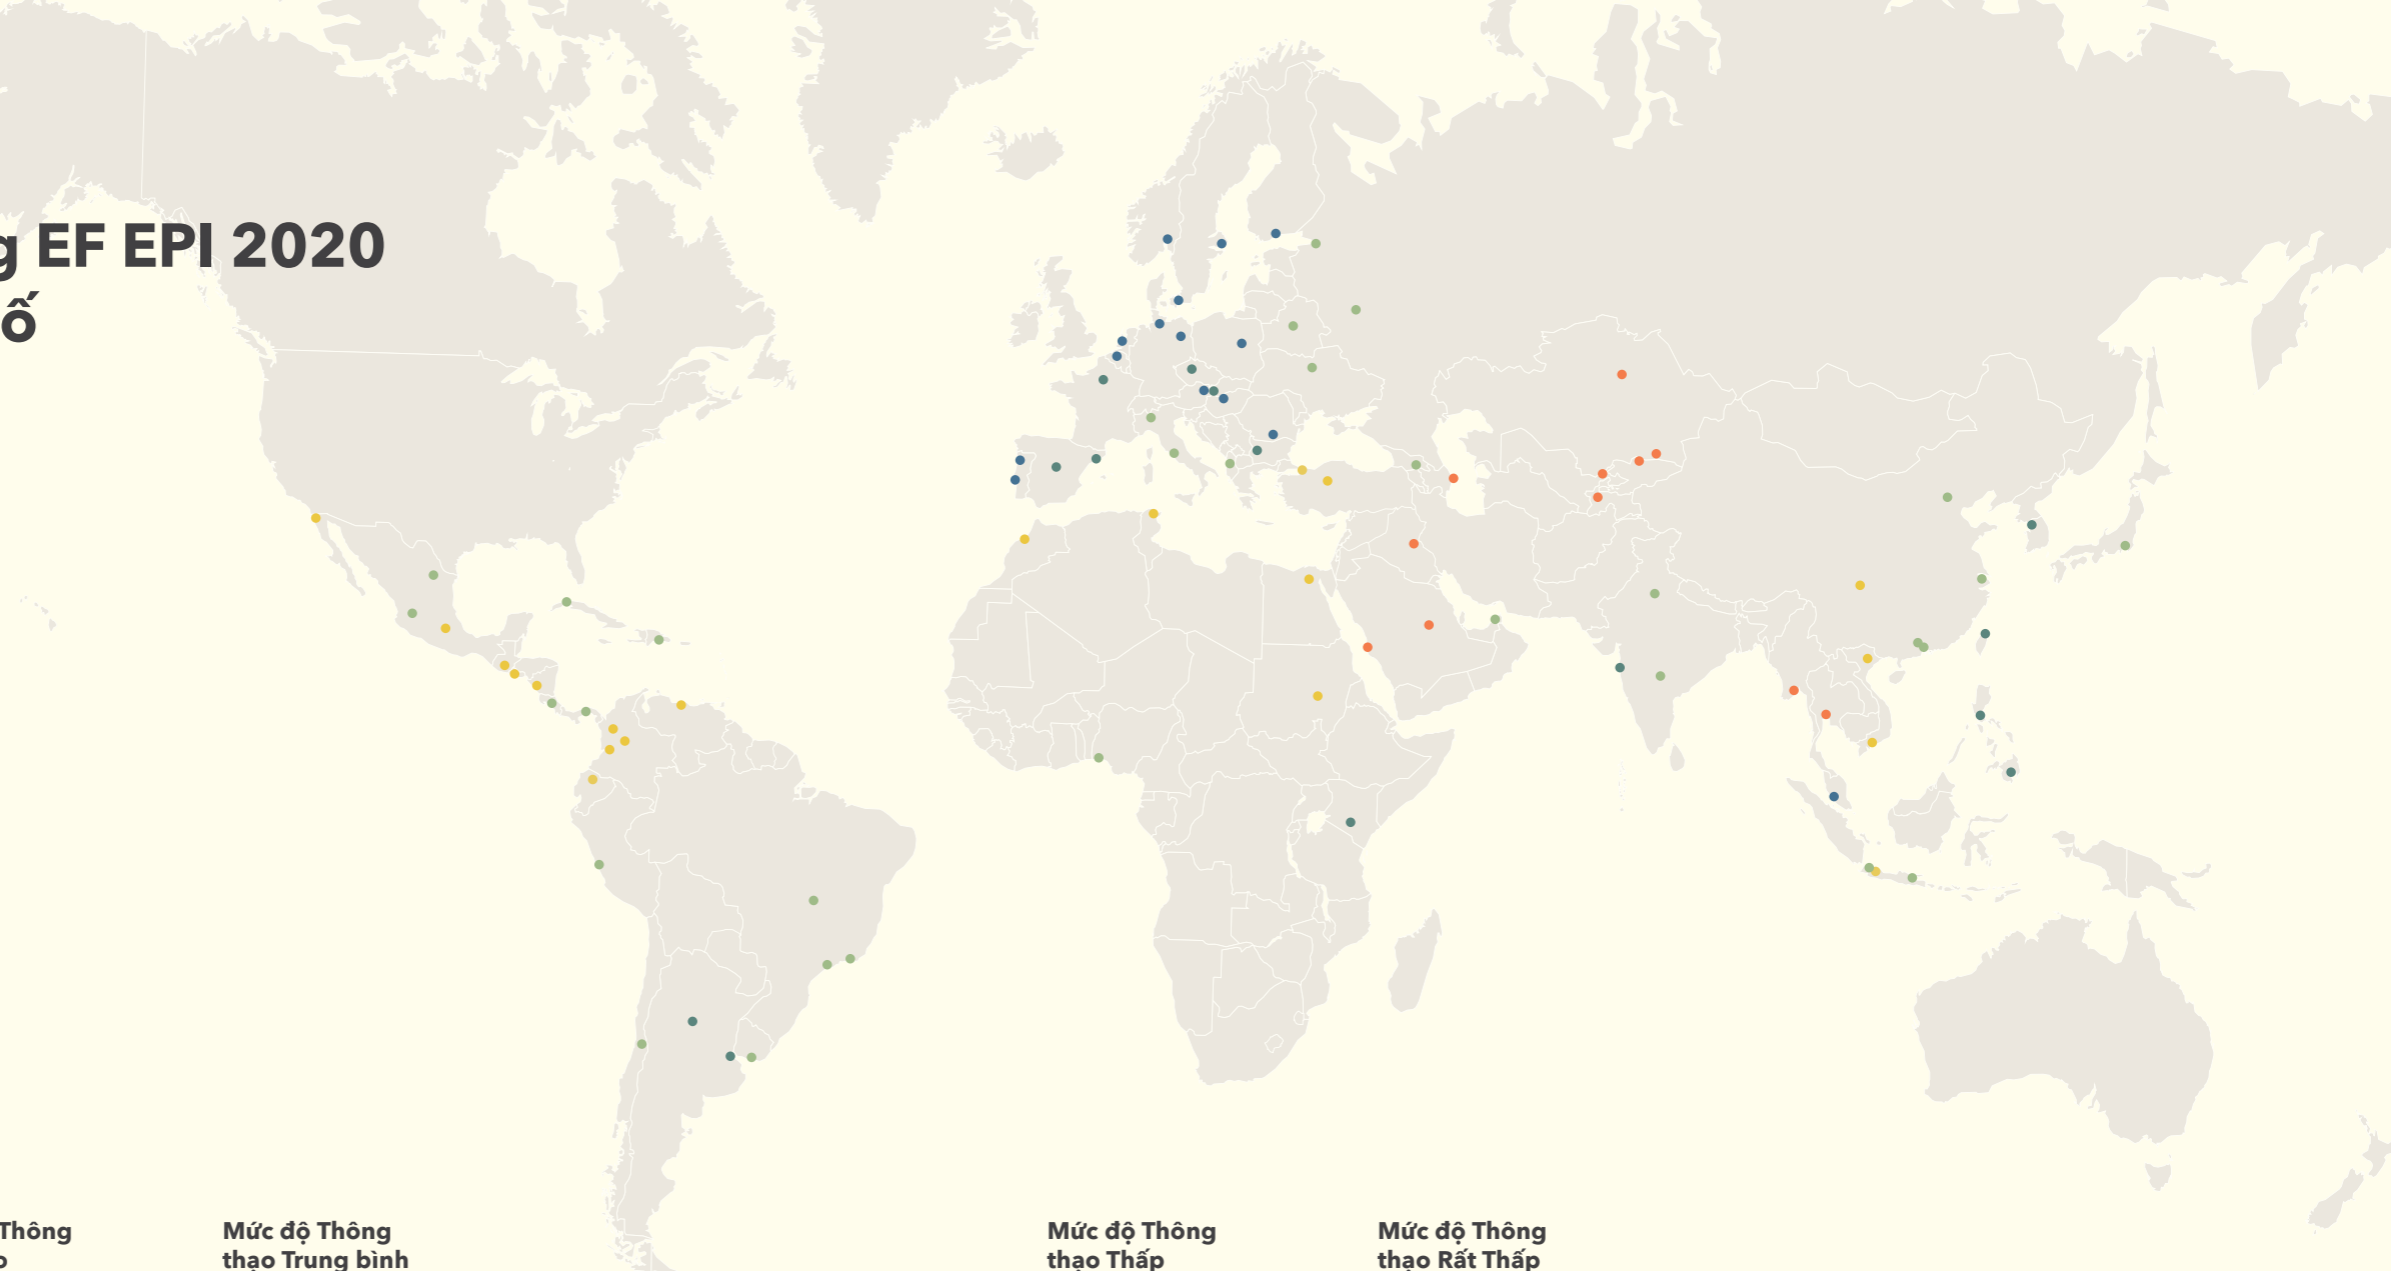 g EF EPI 2020
ố
Thông
o
Mức độ Thông
thạo Trung bình
Mức độ Thông
thạo Thấp
Mức độ Thông
thạo Rất Thấp